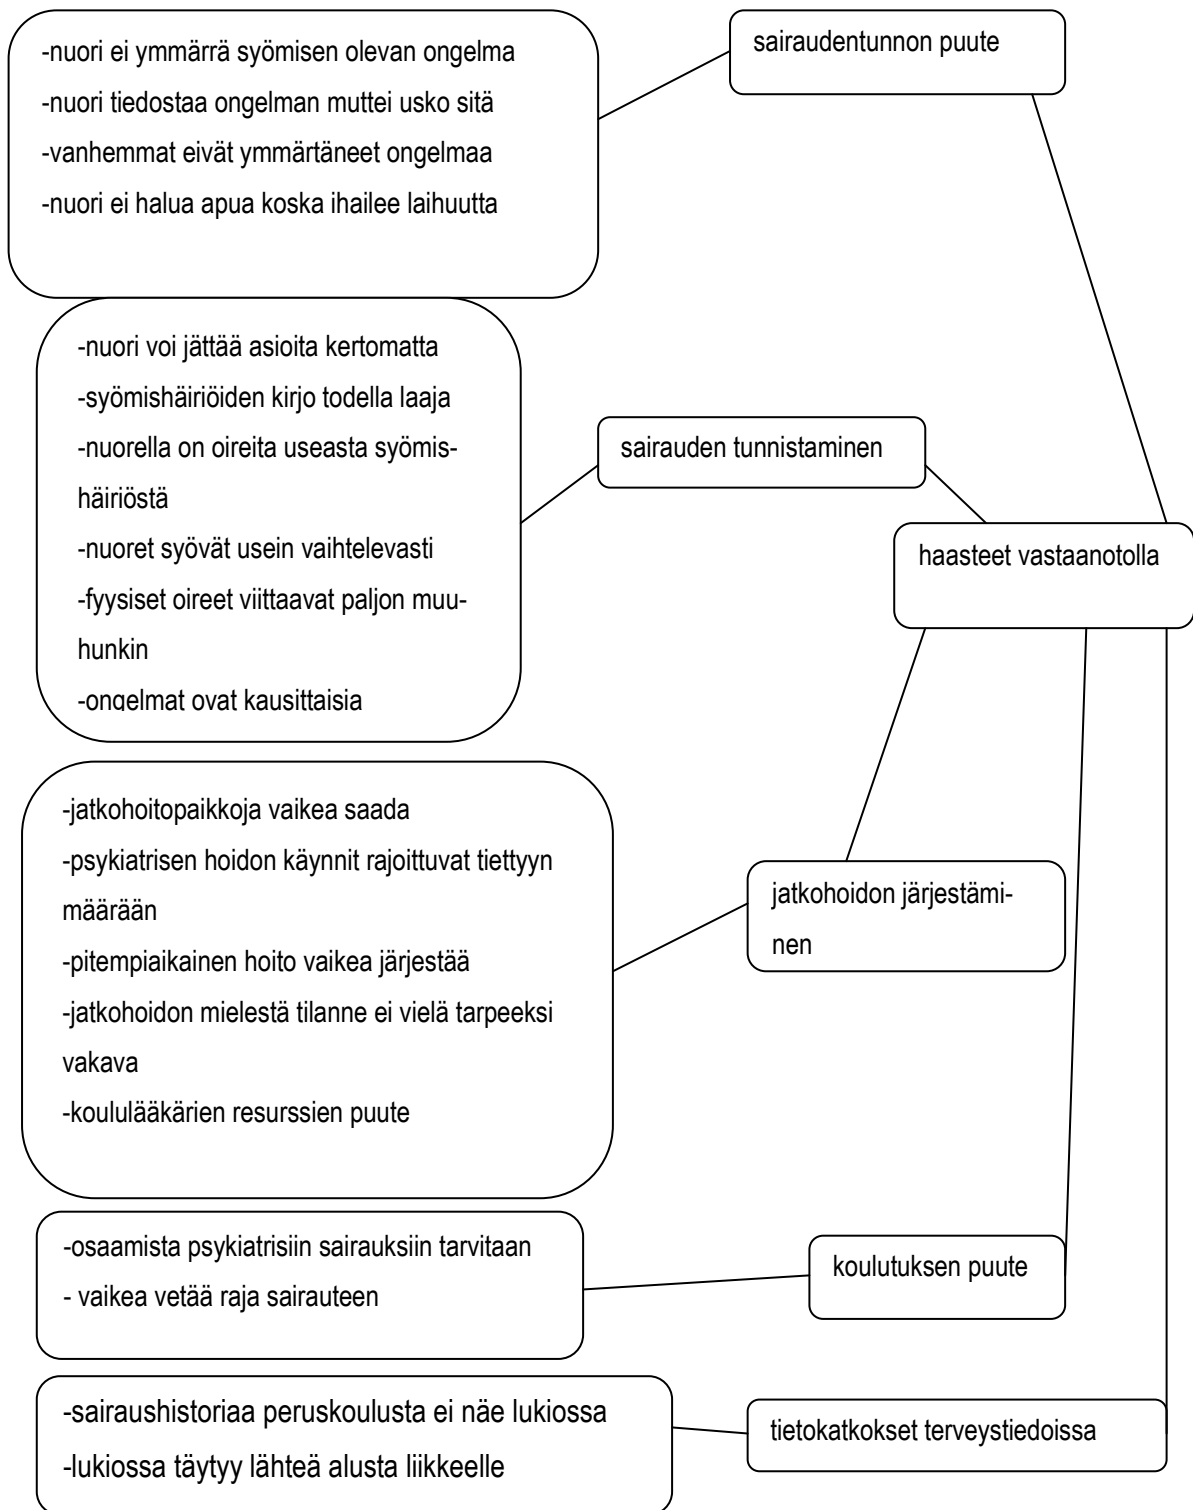 -nuori ei ymmärrä syömisen olevan ongelma
-nuori tiedostaa ongelman muttei usko sitä
-vanhemmat eivät ymmärtäneet ongelmaa
-nuori ei halua apua koska ihailee laihuutta
sairaudentunnon puute
-nuori voi jättää asioita kertomatta
-syömishäiriöiden kirjo todella laaja
-nuorella on oireita useasta syömis-
häiriöstä
-nuoret syövät usein vaihtelevasti
-fyysiset oireet viittaavat paljon muu-
hunkin
-ongelmat ovat kausittaisia
sairauden tunnistaminen
haasteet vastaanotolla
-jatkohoitopaikkoja vaikea saada
-psykiatrisen hoidon käynnit rajoittuvat tiettyyn
määrään
-pitempiaikainen hoito vaikea järjestää
-jatkohoidon mielestä tilanne ei vielä tarpeeksi
vakava
-koululääkärien resurssien puute
jatkohoidon järjestämi-
nen
-osaamista psykiatrisiin sairauksiin tarvitaan
- vaikea vetää raja sairauteen
koulutuksen puute
-sairaushistoriaa peruskoulusta ei näe lukiossa
-lukiossa täytyy lähteä alusta liikkeelle
tietokatkokset terveystiedoissa